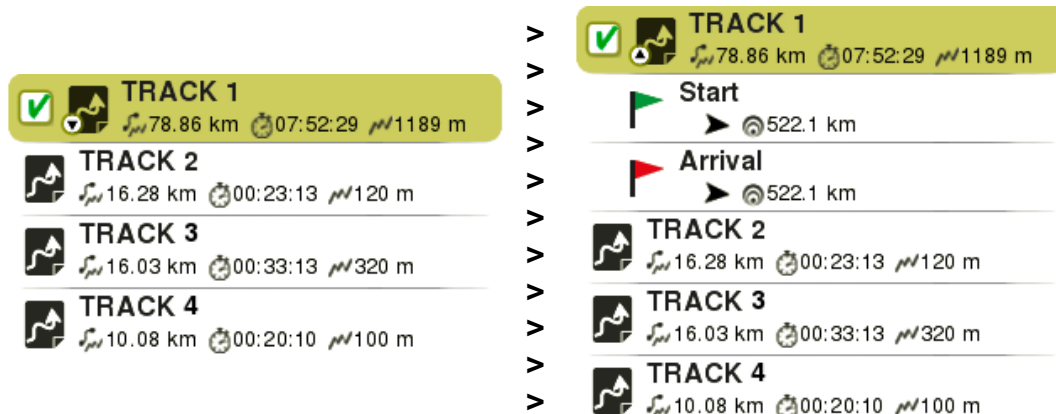 TRACK 1
78.86 km 07:52:29 1189 m
TRACK 2
16.28 km 00:23:13 120 m
TRACK 3
16.03 km 00:33:13 320 m
TRACK 4
10.08 km 00:20:10 100 m
>
>
>
>
>
>
>
>
>
>
>
TRACK 1
78.86 km 07:52:29 1189 m
Start
522.1 km
Arrival
522.1 km
TRACK 2
16.28 km 00:23:13 120 m
TRACK 3
16.03 km 00:33:13 320 m
TRACK 4
10.08 km 00:20:10 100 m